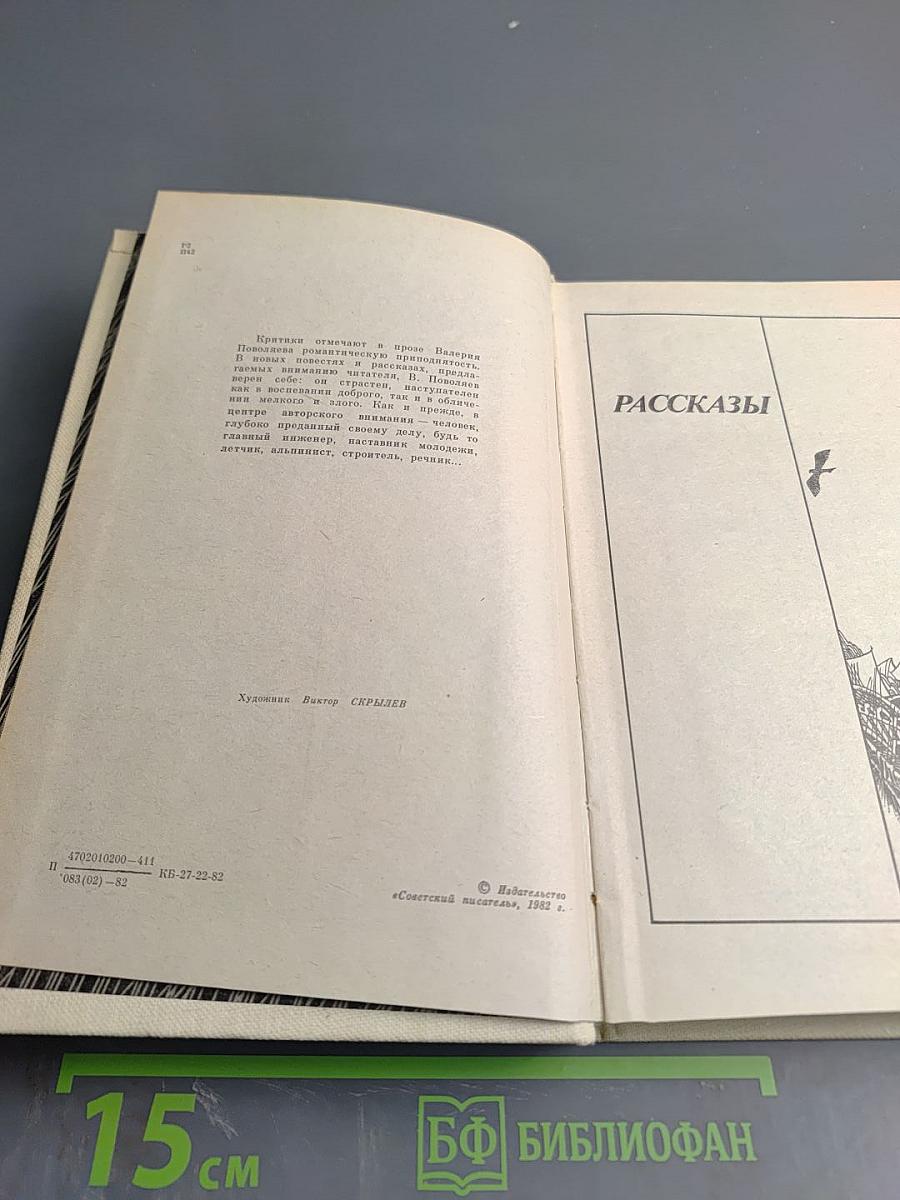 Р2
П42
Критики отмечают в прозе Валерия
Поволяева романтическую приподнятость.
В новых повестях и рассказах, предла-
гаемых вниманию читателя, В. Поволяев
верен себе: он страстен, наступателен
как в воспевании доброго, так и в обличе-
нии мелкого и злого. Как и прежде, в
центре авторского внимания — человек,
глубоко преданный своему делу, будь то
главный инженер, наставник молодежи,
летчик, альпинист, строитель, речник...
Художник Виктор СКРЫЛЕВ
П 4702010200—411
083(02)—82 КБ-27-22-82
© Издательство
«Советский писатель», 1982 г.
РАССКАЗЫ
15 см
БФ БИБЛИОФАН